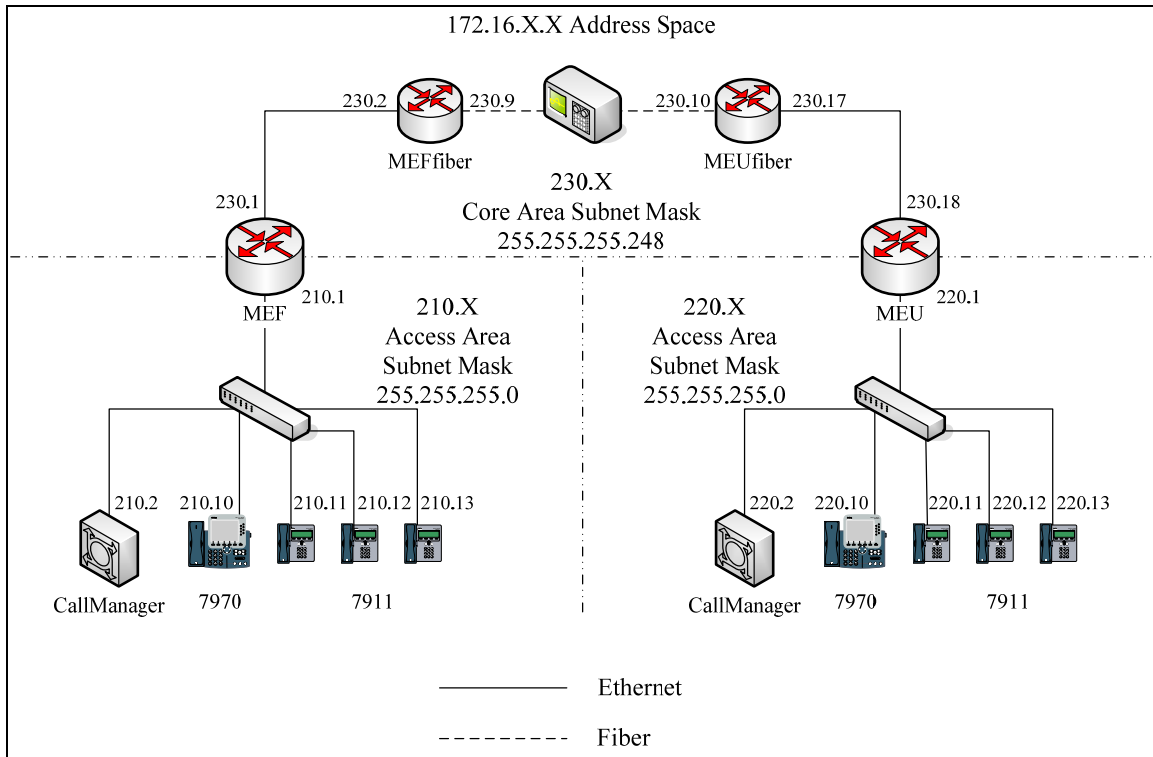 172.16.X.X Address Space
230.2
230.9
230.10
230.17
MEFfiber
MEUfiber
230.X
Core Area Subnet Mask
255.255.255.248
230.1
230.18
210.1
MEF
220.1
MEU
210.X
Access Area
Subnet Mask
255.255.255.0
220.X
Access Area
Subnet Mask
255.255.255.0
210.2
210.10
210.11
210.12
210.13
220.2
220.10
220.11
220.12
220.13
CallManager
7970
7911
CallManager
7970
7911
Ethernet
Fiber